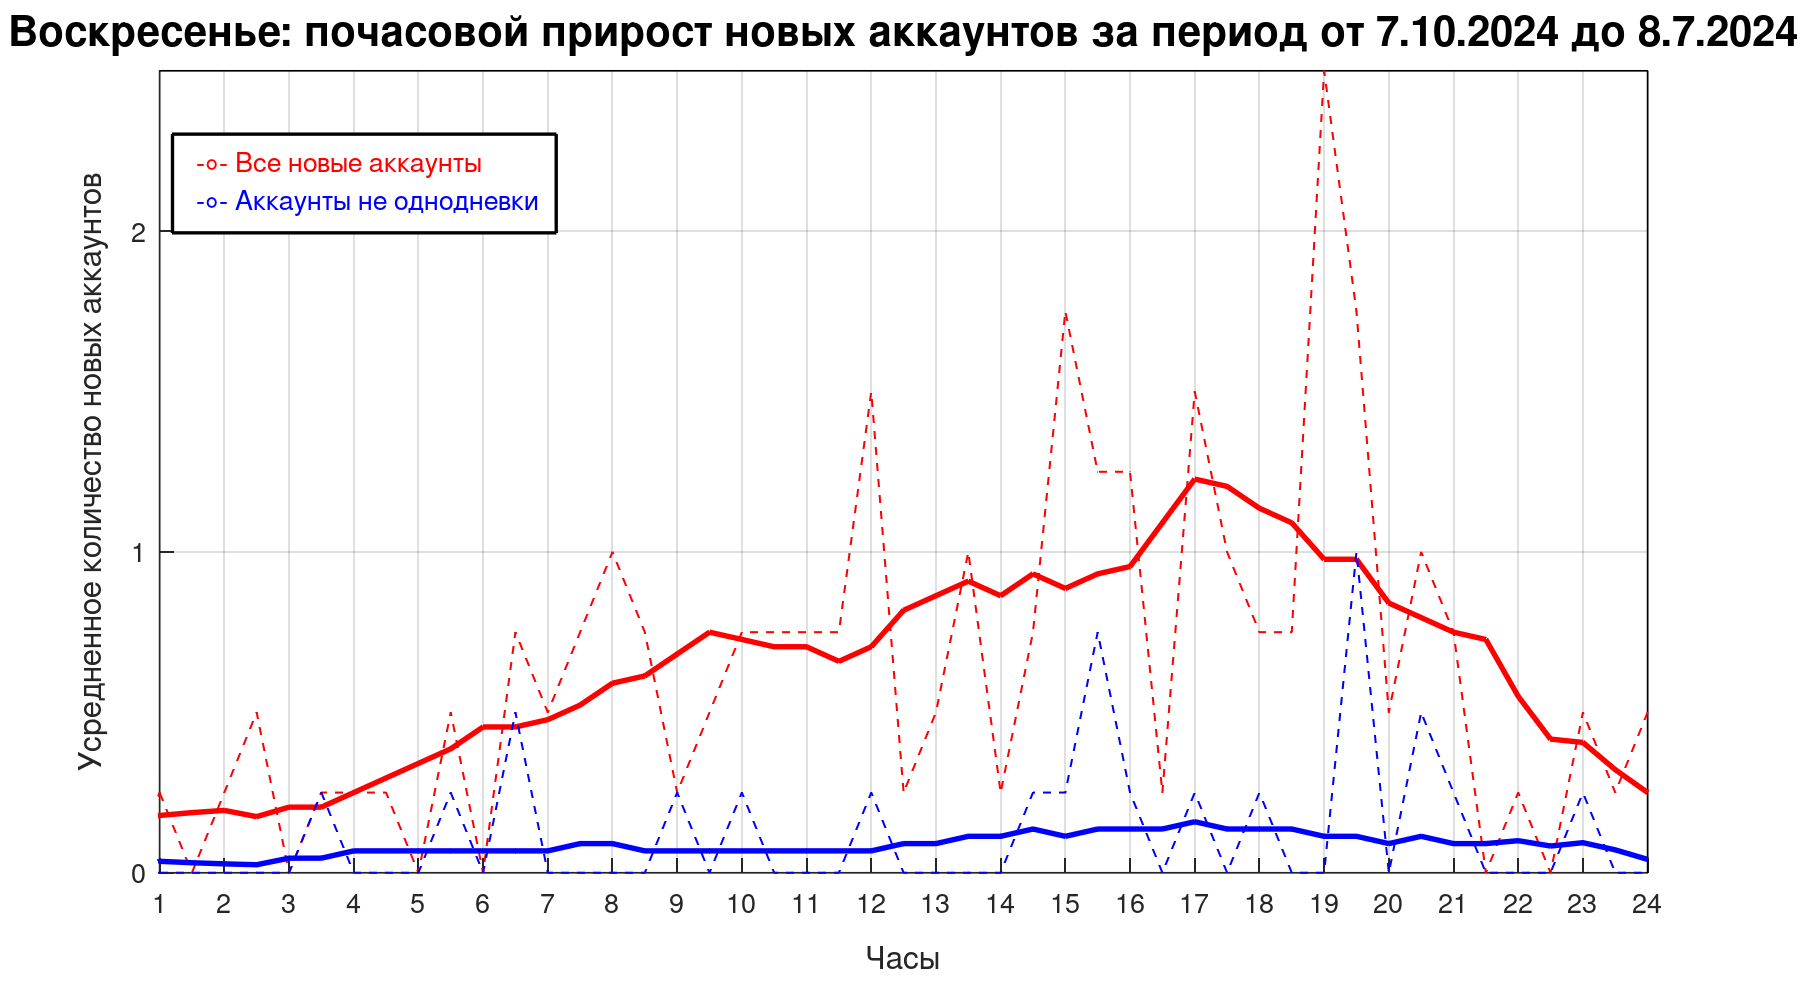 Воскресенье: почасовой прирост новых аккаунтов за период от 7.10.2024 до 8.7.2024
-o- Все новые аккаунты
-o- Аккаунты не однодневки
Усредненное количество новых аккаунтов
2
1
0
1 2 3 4 5 6 7 8 9 10 11 12 13 14 15 16 17 18 19 20 21 22 23 24
Часы